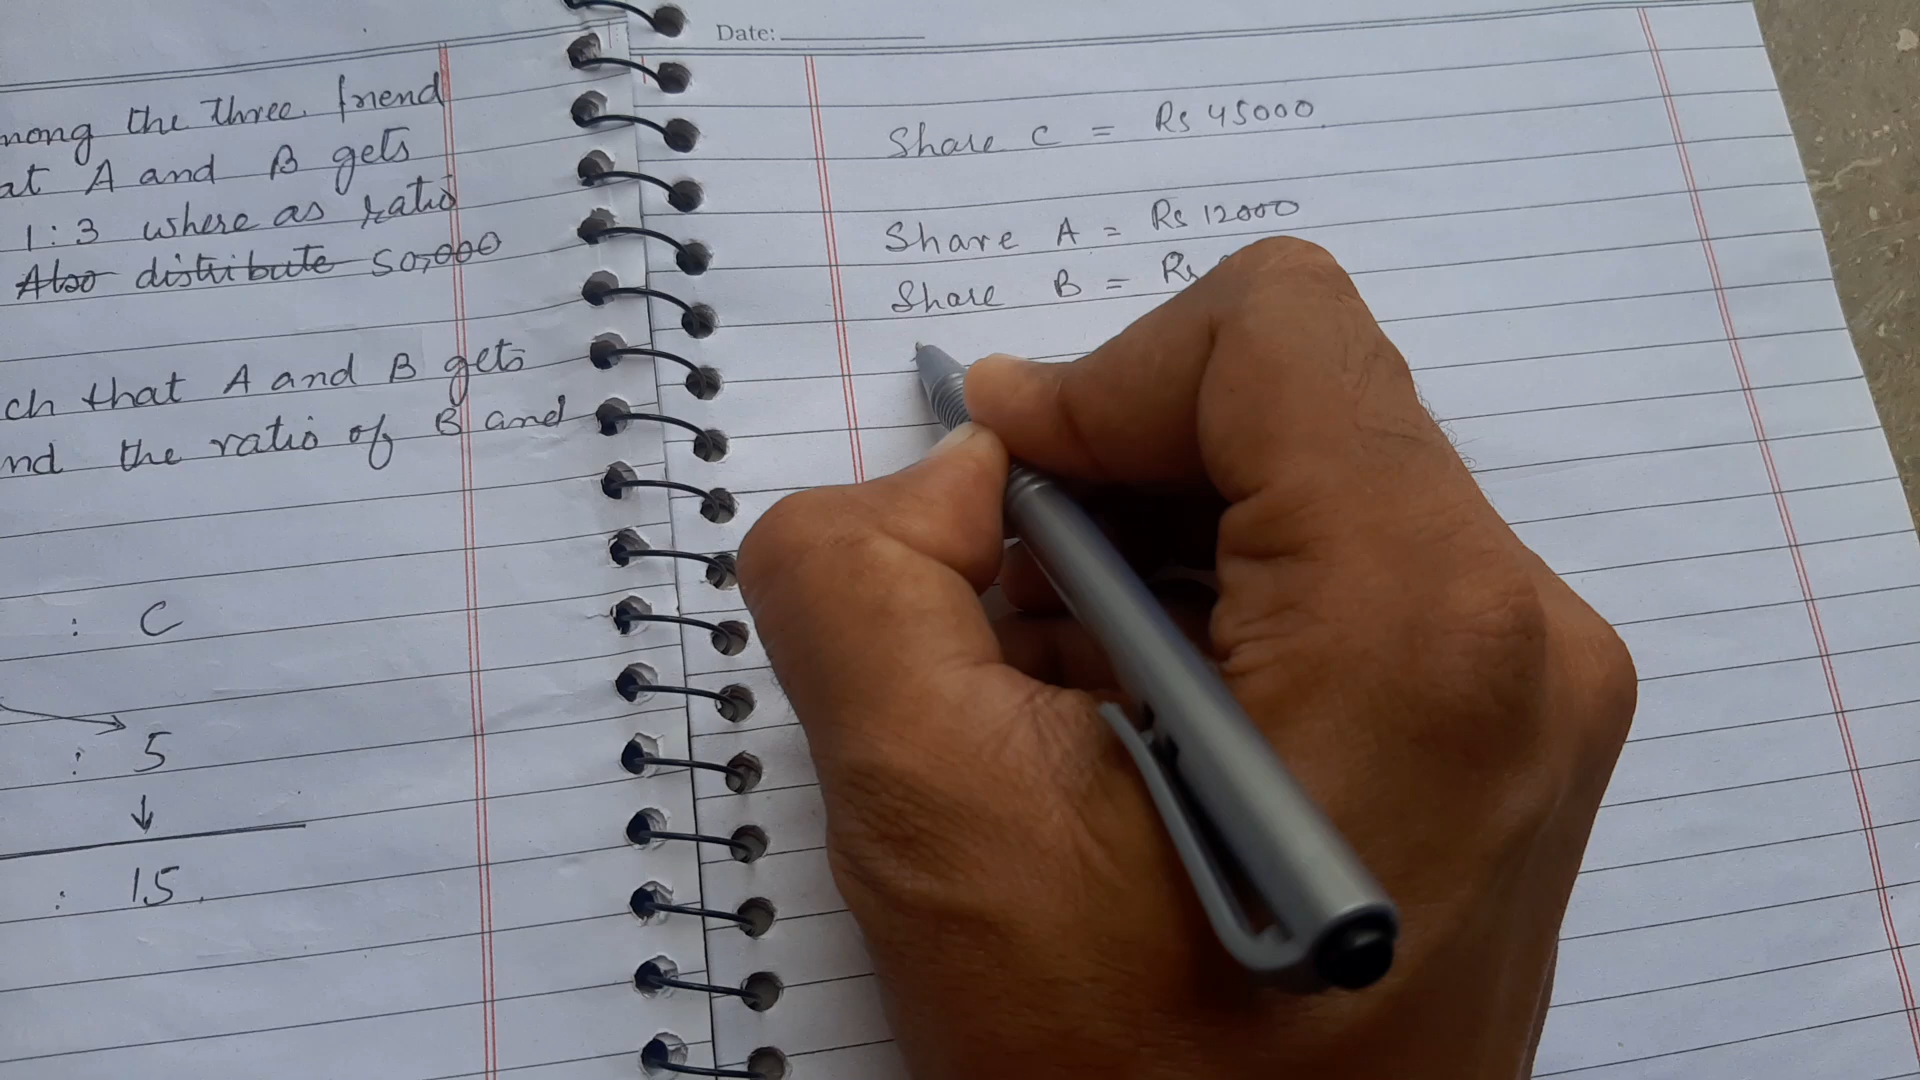 mong the three friend
at A and B gets
1:3 where as ratio
Also distribute 50,000
ch that A and B gets
nd the ratio of B and
: C
: 5
: 15.
Date:
Share C = Rs 45000.
Share A = Rs 12000
Share B = Rs